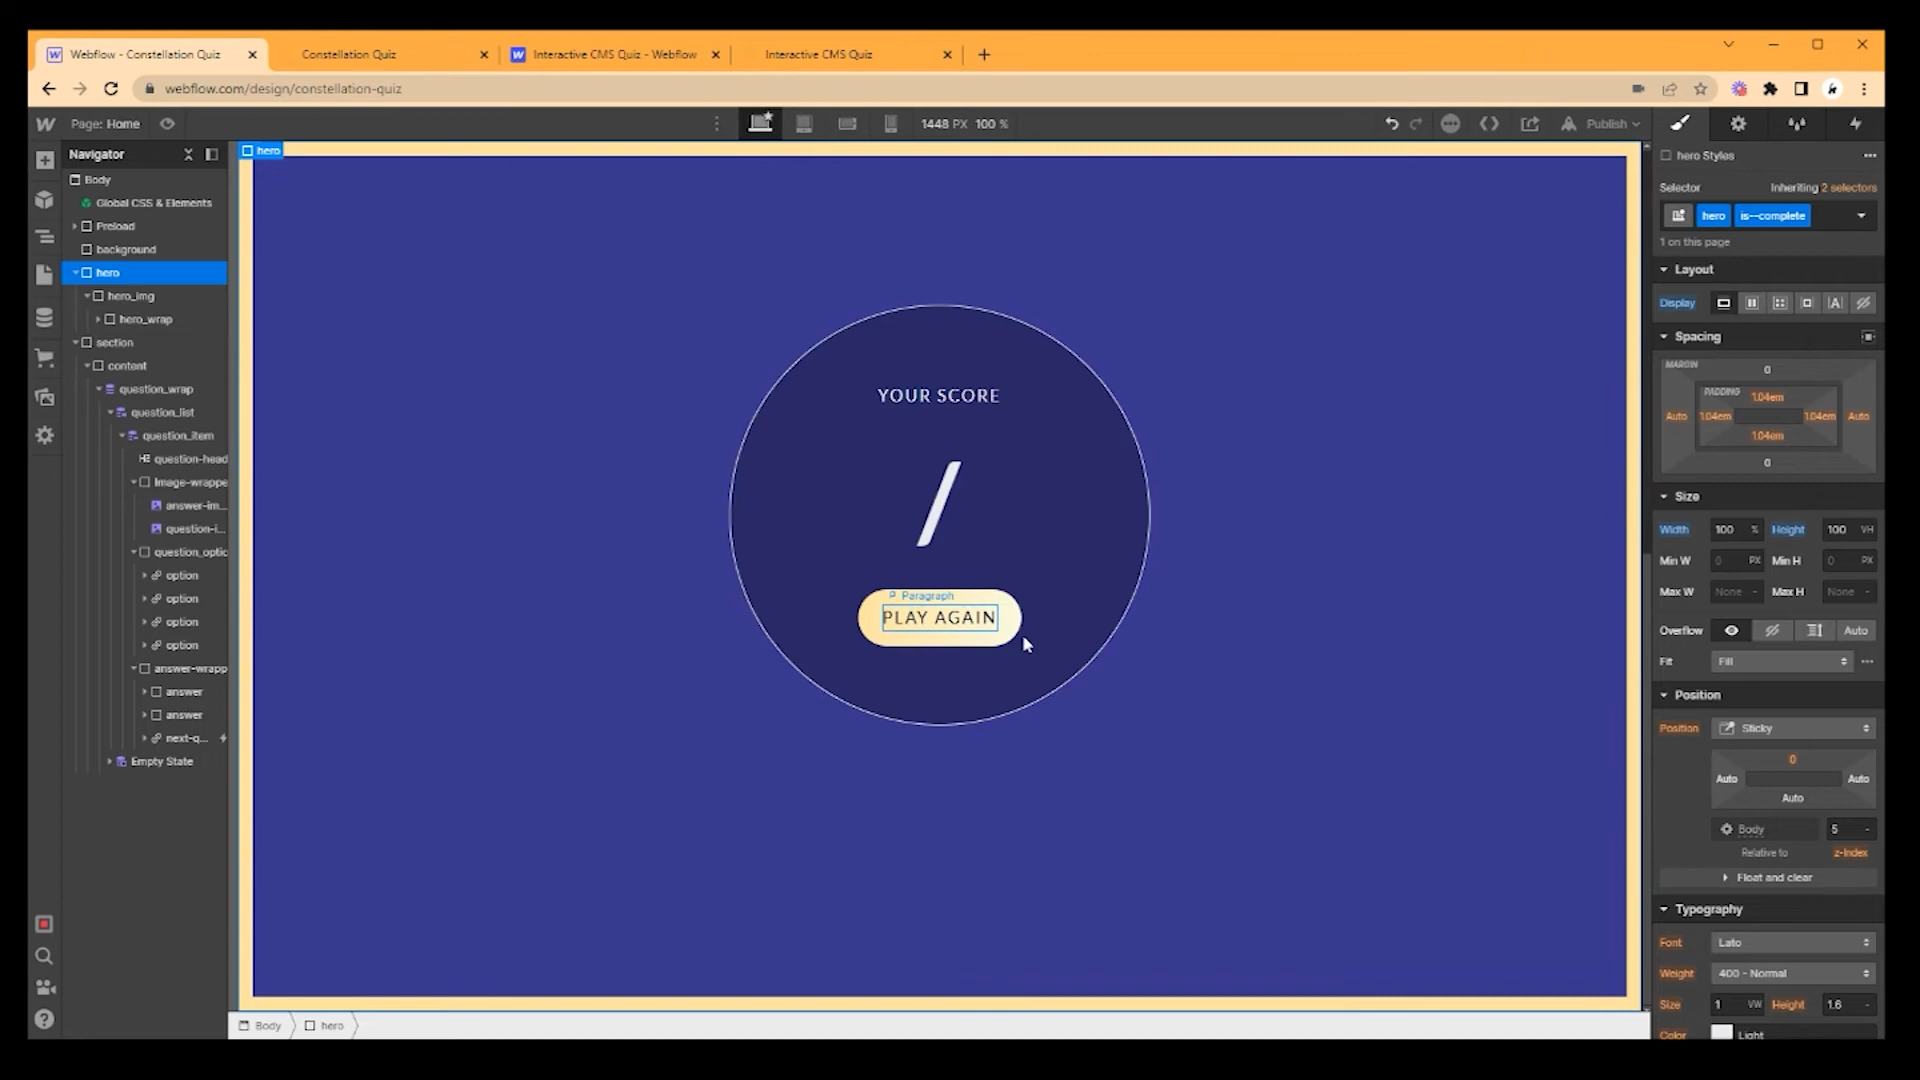 Webflow - Constellation Quiz
Constellation Quiz
Interactive CMS Quiz - Webflow
Interactive CMS Quiz
webflow.com/design/constellation-quiz
Page: Home
1448 PX 100 %
Publish
Navigator
Body
Global CSS & Elements
Preload
background
hero
hero_img
hero_wrap
section
content
question_wrap
question_list
question_item
H2 question-head
Image-wrappe
answer-im...
question-i...
question_optic
option
option
option
option
answer-wrapp
answer
answer
next-q...
Empty State
hero
YOUR SCORE
/
Paragraph
PLAY AGAIN
Body
hero
hero Styles
Selector
Inheriting 2 selectors
hero
is--complete
1 on this page
Layout
Display
Spacing
MARGIN
0
PADDING
1.04em
Auto
1.04em
1.04em
Auto
1.04em
0
Size
Width
100 %
Height
100 VH
Min W
0 PX
Min H
0 PX
Max W
None -
Max H
None -
Overflow
Auto
Fit
Fill
Position
Position
Sticky
0
Auto
Auto
Auto
Body
5 -
Relative to
z-Index
Float and clear
Typography
Font
Lato
Weight
400 - Normal
Size
1 VW
Height
1.6 -
Color
Light